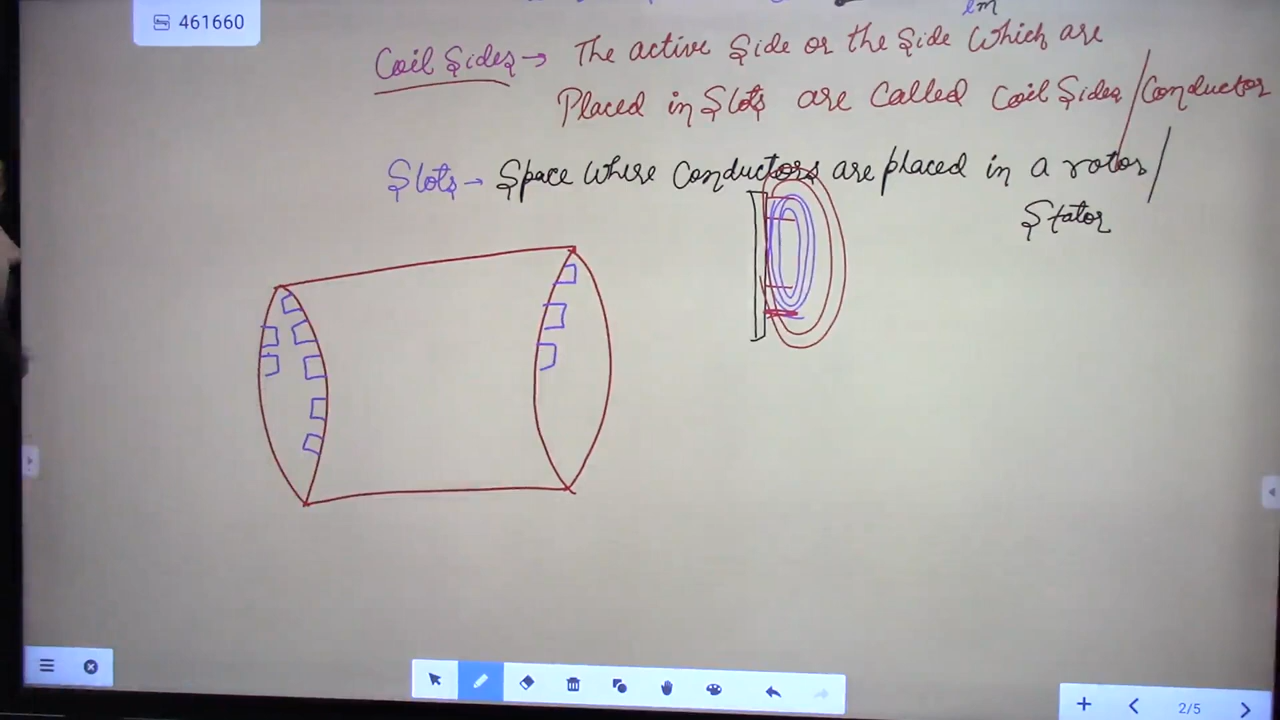 461660
lm
Coil Sides → The active Side or the Side Which are
Placed in Slots are Called Coil Sides/Conductor
Slots - Space Where Conductors are placed in a rotor/
Stator
2/5